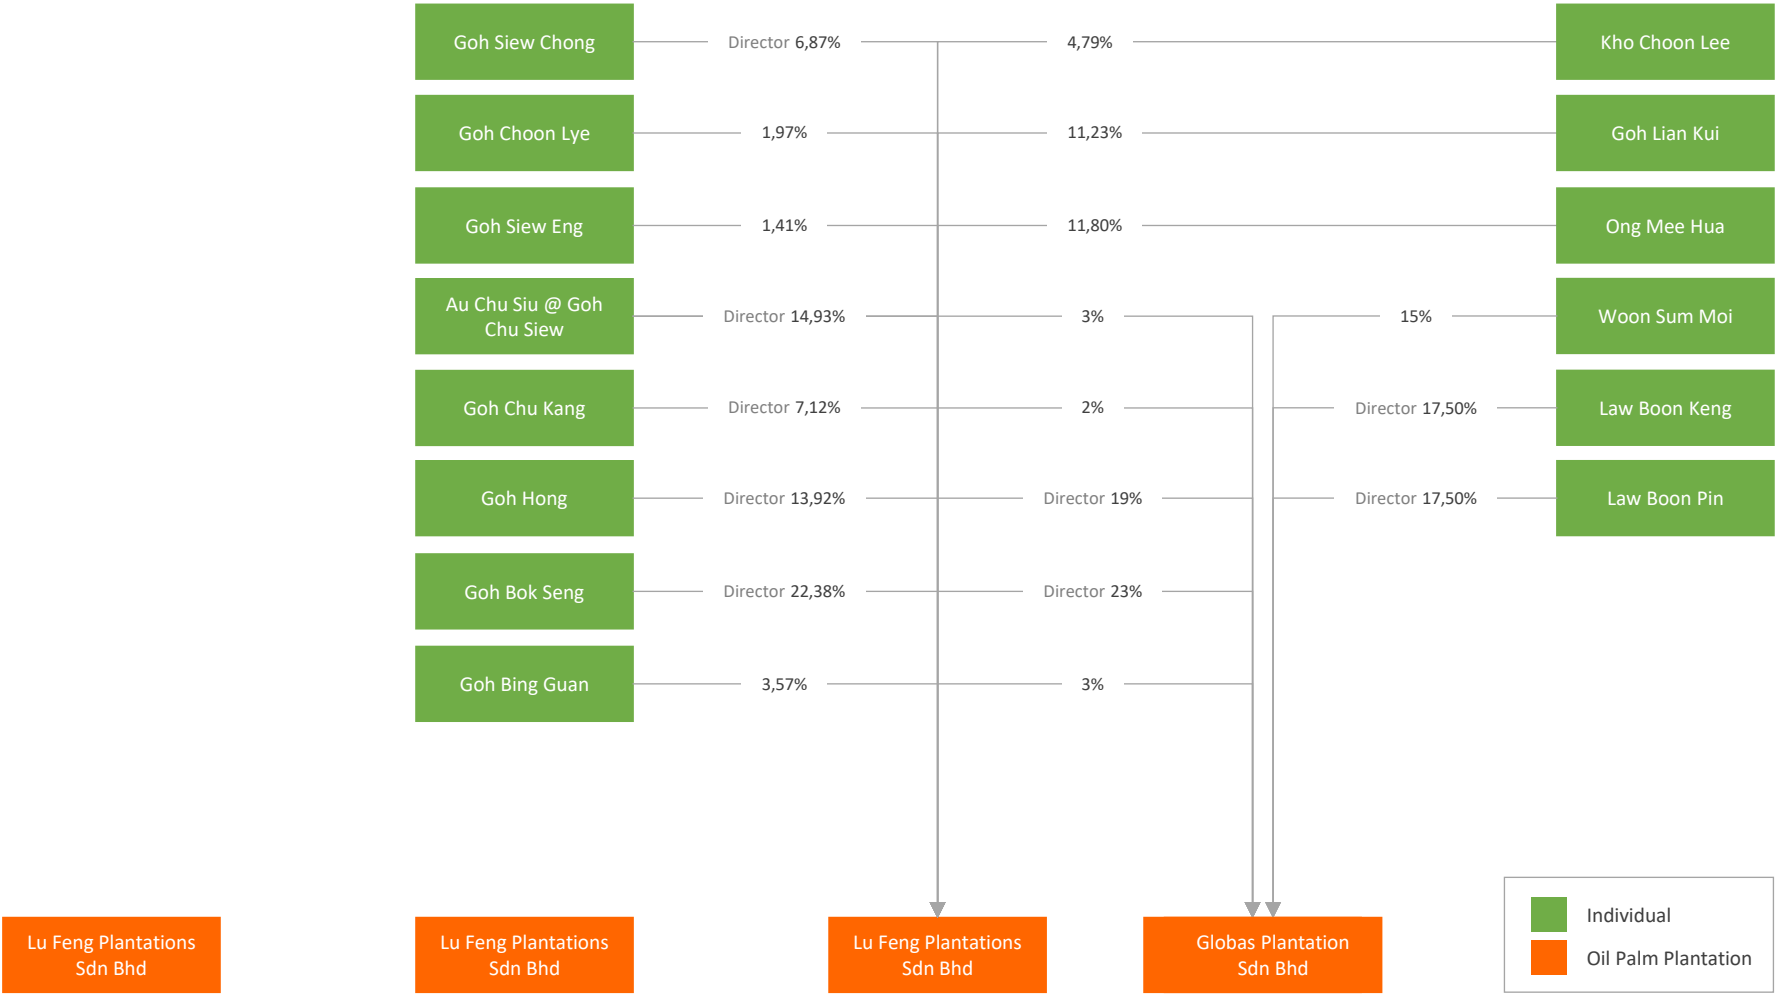 Goh Siew Chong
Director 6,87%
4,79%
Kho Choon Lee
Goh Choon Lye
1,97%
11,23%
Goh Lian Kui
Goh Siew Eng
1,41%
11,80%
Ong Mee Hua
Au Chu Siu @ Goh
Chu Siew
Director 14,93%
3%
15%
Woon Sum Moi
Goh Chu Kang
Director 7,12%
2%
Director 17,50%
Law Boon Keng
Goh Hong
Director 13,92%
Director 19%
Director 17,50%
Law Boon Pin
Goh Bok Seng
Director 22,38%
Director 23%
Goh Bing Guan
3,57%
3%
Lu Feng Plantations
Sdn Bhd
Lu Feng Plantations
Sdn Bhd
Lu Feng Plantations
Sdn Bhd
Globas Plantation
Sdn Bhd
Individual
Oil Palm Plantation